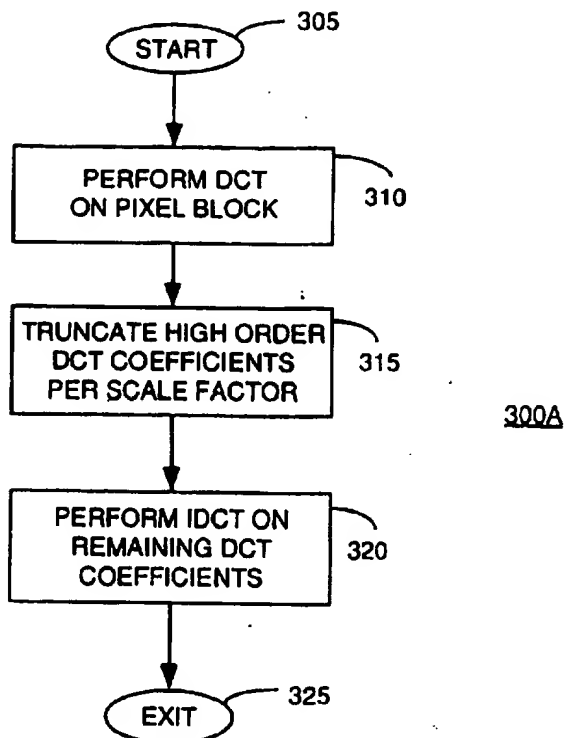 START
305
PERFORM DCT
ON PIXEL BLOCK
310
TRUNCATE HIGH ORDER
DCT COEFFICIENTS
PER SCALE FACTOR
315
300A
PERFORM IDCT ON
REMAINING DCT
COEFFICIENTS
320
EXIT
325